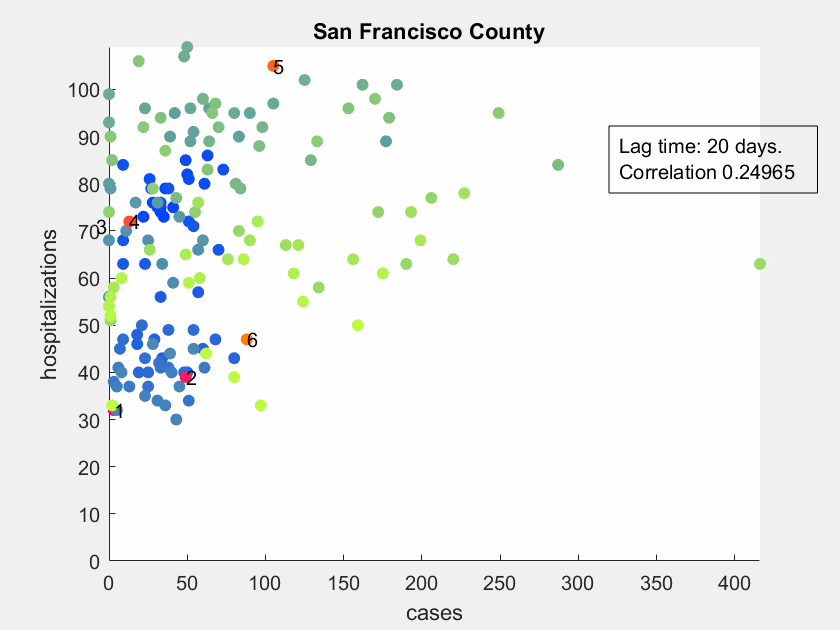 San Francisco County
100
90
80
70
60
50
40
30
20
10
0
hospitalizations
0 50 100 150 200 250 300 350 400
cases
Lag time: 20 days.
Correlation 0.24965
5
3
4
6
2
1